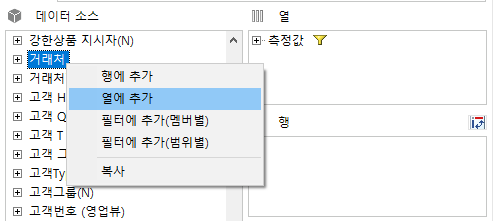 데이터 소스
강한상품 지시자(N)
거래처
거래처
고객 H
고객 Q
고객 T
고객 그
고객Ty
고객그룹(N)
고객번호 (영업뷰)
행에 추가
열에 추가
필터에 추가(멤버별)
필터에 추가(범위별)
복사
열
측정값
행